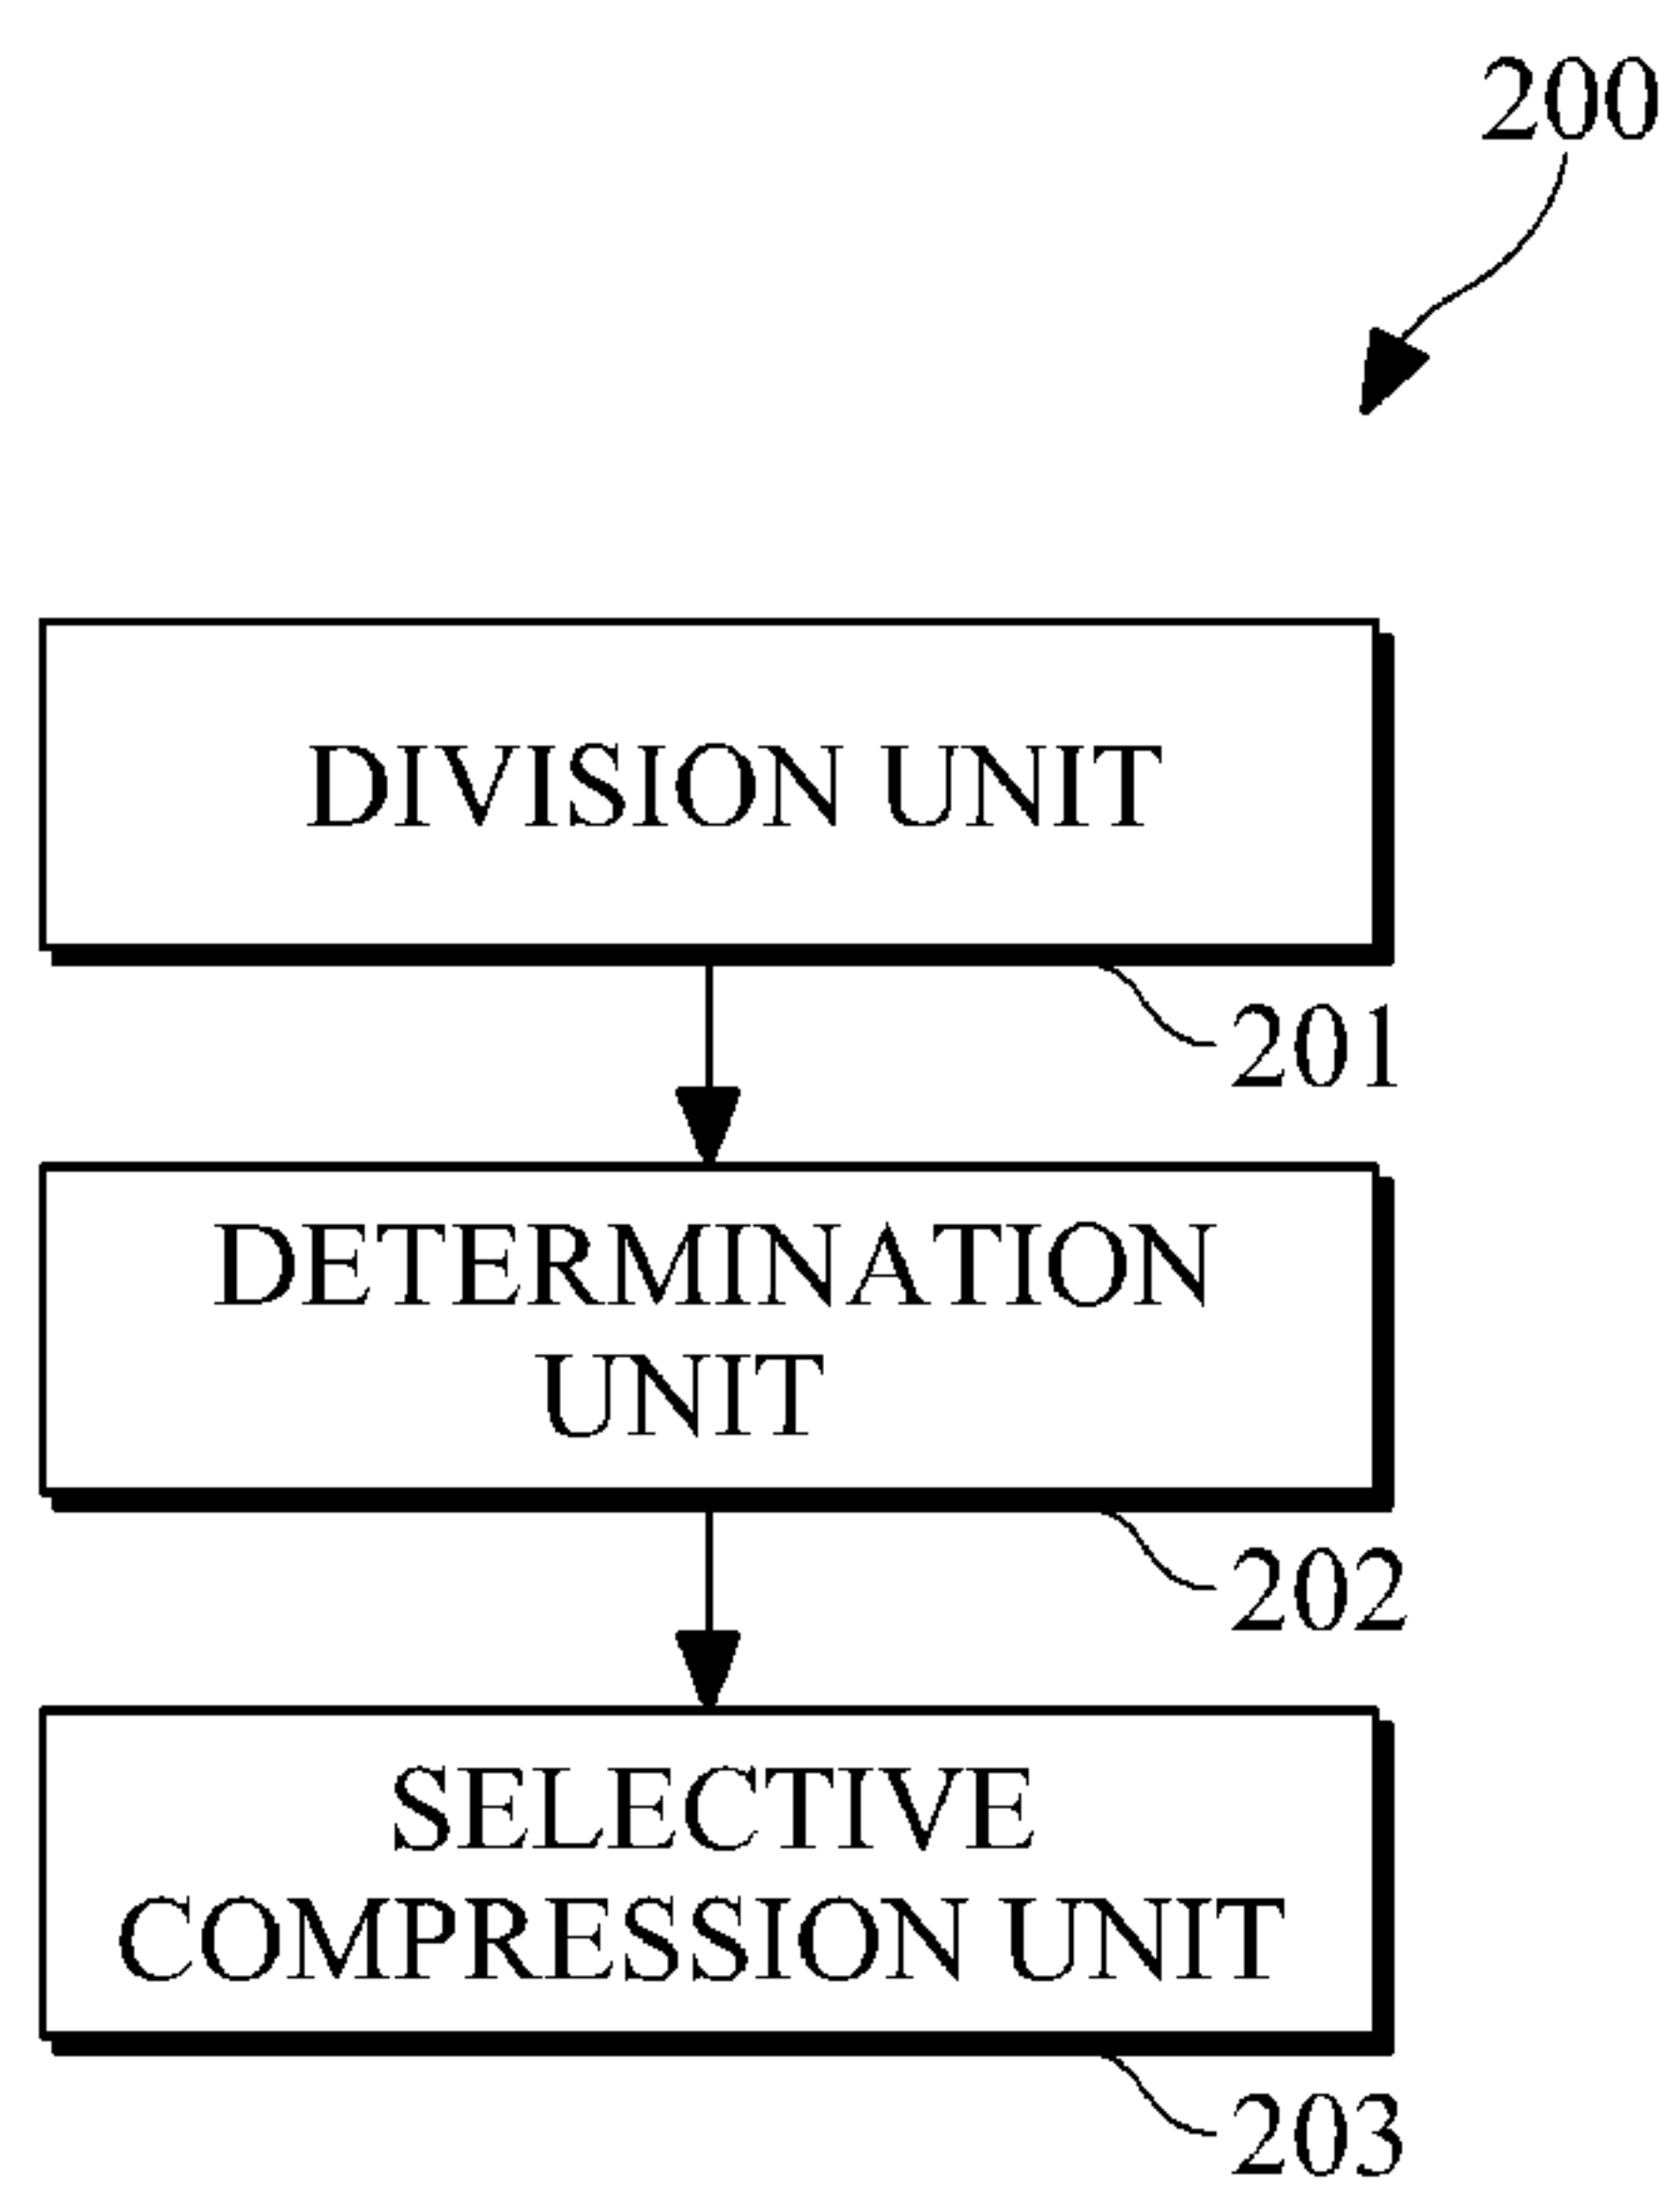 200
DIVISION UNIT
201
DETERMINATION
UNIT
202
SELECTIVE
COMPRESSION UNIT
203